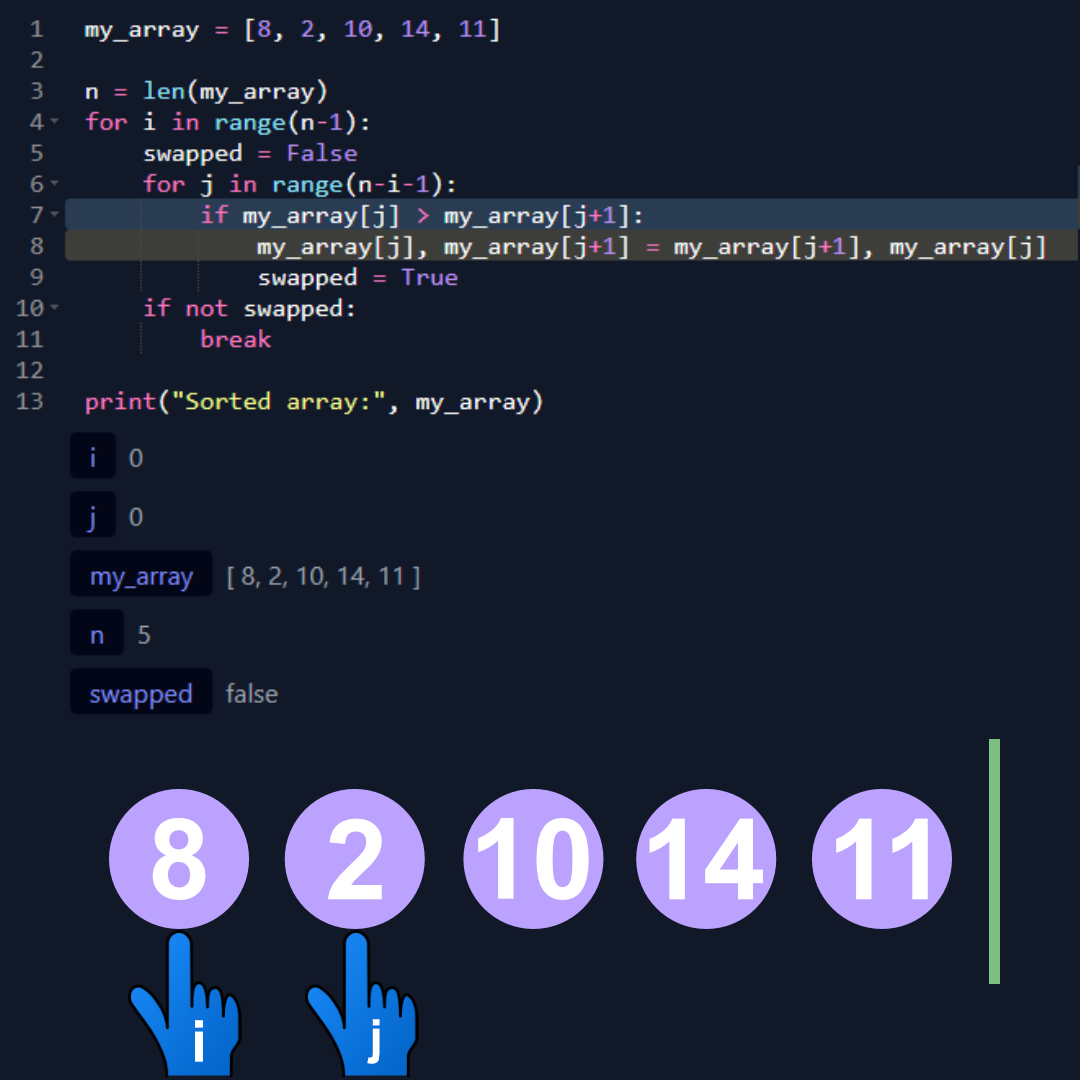 1 my_array = [8, 2, 10, 14, 11]
2
3 n = len(my_array)
4 for i in range(n-1):
5     swapped = False
6     for j in range(n-i-1):
7         if my_array[j] > my_array[j+1]:
8             my_array[j], my_array[j+1] = my_array[j+1], my_array[j]
9             swapped = True
10     if not swapped:
11         break
12
13 print("Sorted array:", my_array)
i 0
j 0
my_array [ 8, 2, 10, 14, 11 ]
n 5
swapped false
8 2 10 14 11
i j